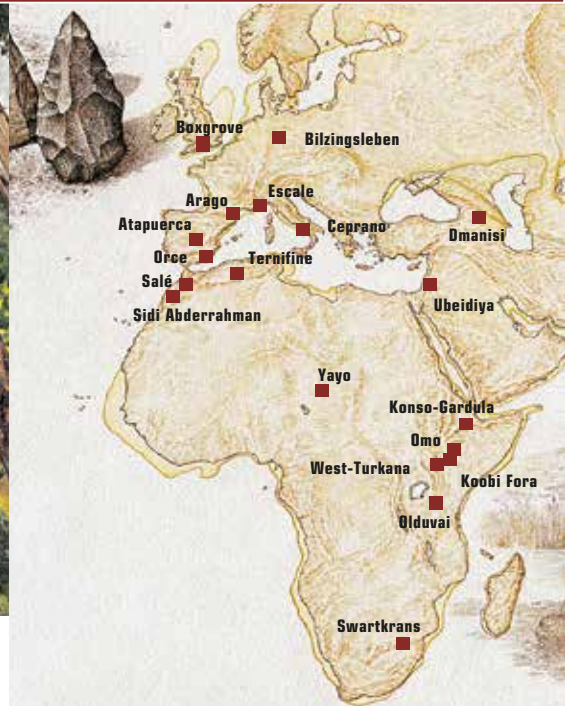 Boxgrove
Bilzingsleben
Escale
Arago
Atapuerca
Ceprano
Dmanisi
Orce
Ternifine
Salé
Ubeidiya
Sidi Abderrahman
Yayo
Konso-Gardula
Omo
West-Turkana
Koobi Fora
Olduvai
Swartkrans